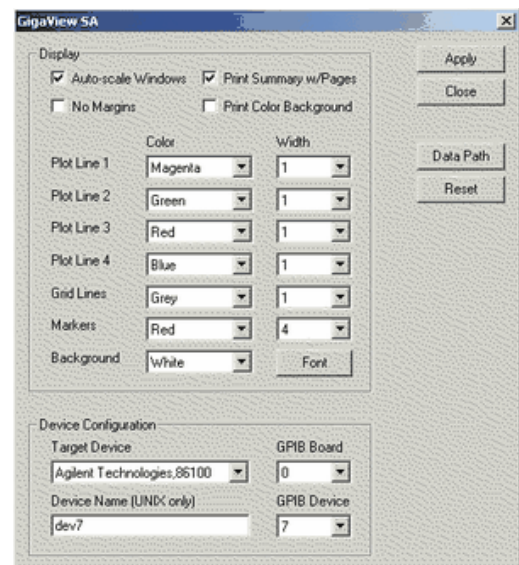 GigaView SA
Display
Auto-scale Windows Print Summary w/Pages
No Margins Print Color Background
Color Width
Plot Line 1 Magenta 1
Plot Line 2 Green 1
Plot Line 3 Red 1
Plot Line 4 Blue 1
Grid Lines Grey 1
Markers Red 4
Background White Font
Apply
Close
Data Path
Reset
Device Configuration
Target Device GPIB Board
Agilent Technologies,86100 0
Device Name (UNIX only) GPIB Device
dev7 7